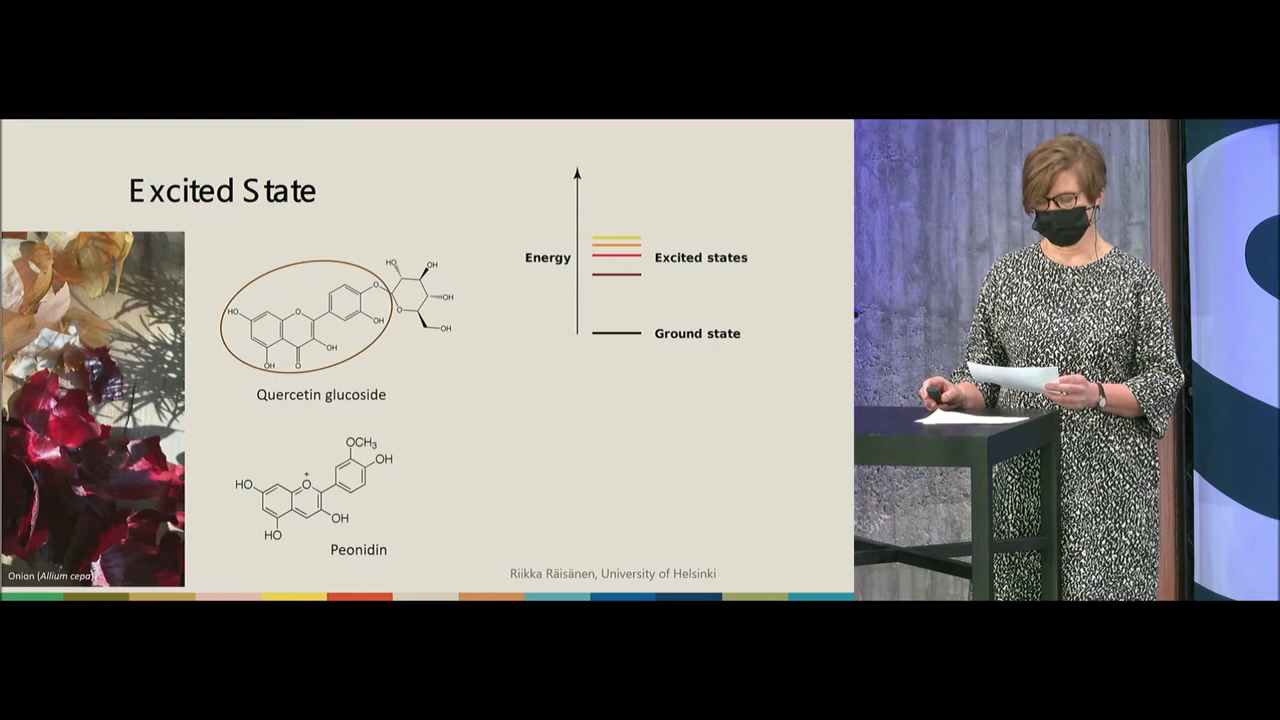 Excited State
Energy
Excited states
Ground state
HO
OH
O
OH
OH
OH
HO
O
O
OH
OH
OH
O
Quercetin glucoside
OCH₃
OH
+
HO
O
OH
HO
Peonidin
Onion (Allium cepa)
Riikka Räisänen, University of Helsinki